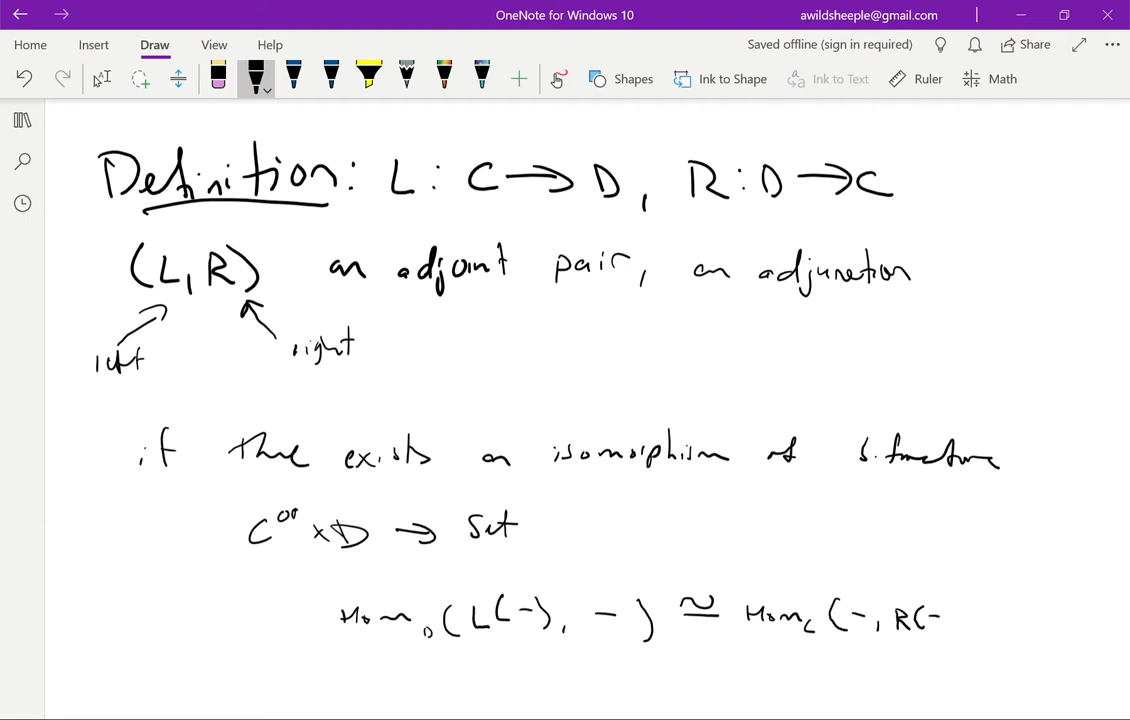 OneNote for Windows 10
awildsheeple@gmail.com
Home Insert Draw View Help
Saved offline (sign in required) Share
Shapes Ink to Shape Ink to Text Ruler Math
Definition: L : C → D, R : D → C
(L, R) an adjoint pair, an adjunction
left right
if there exists an isomorphism of bifunctors
C^op × D → Set
Hom_D (L(-), -) ≅ Hom_C (-, R(-